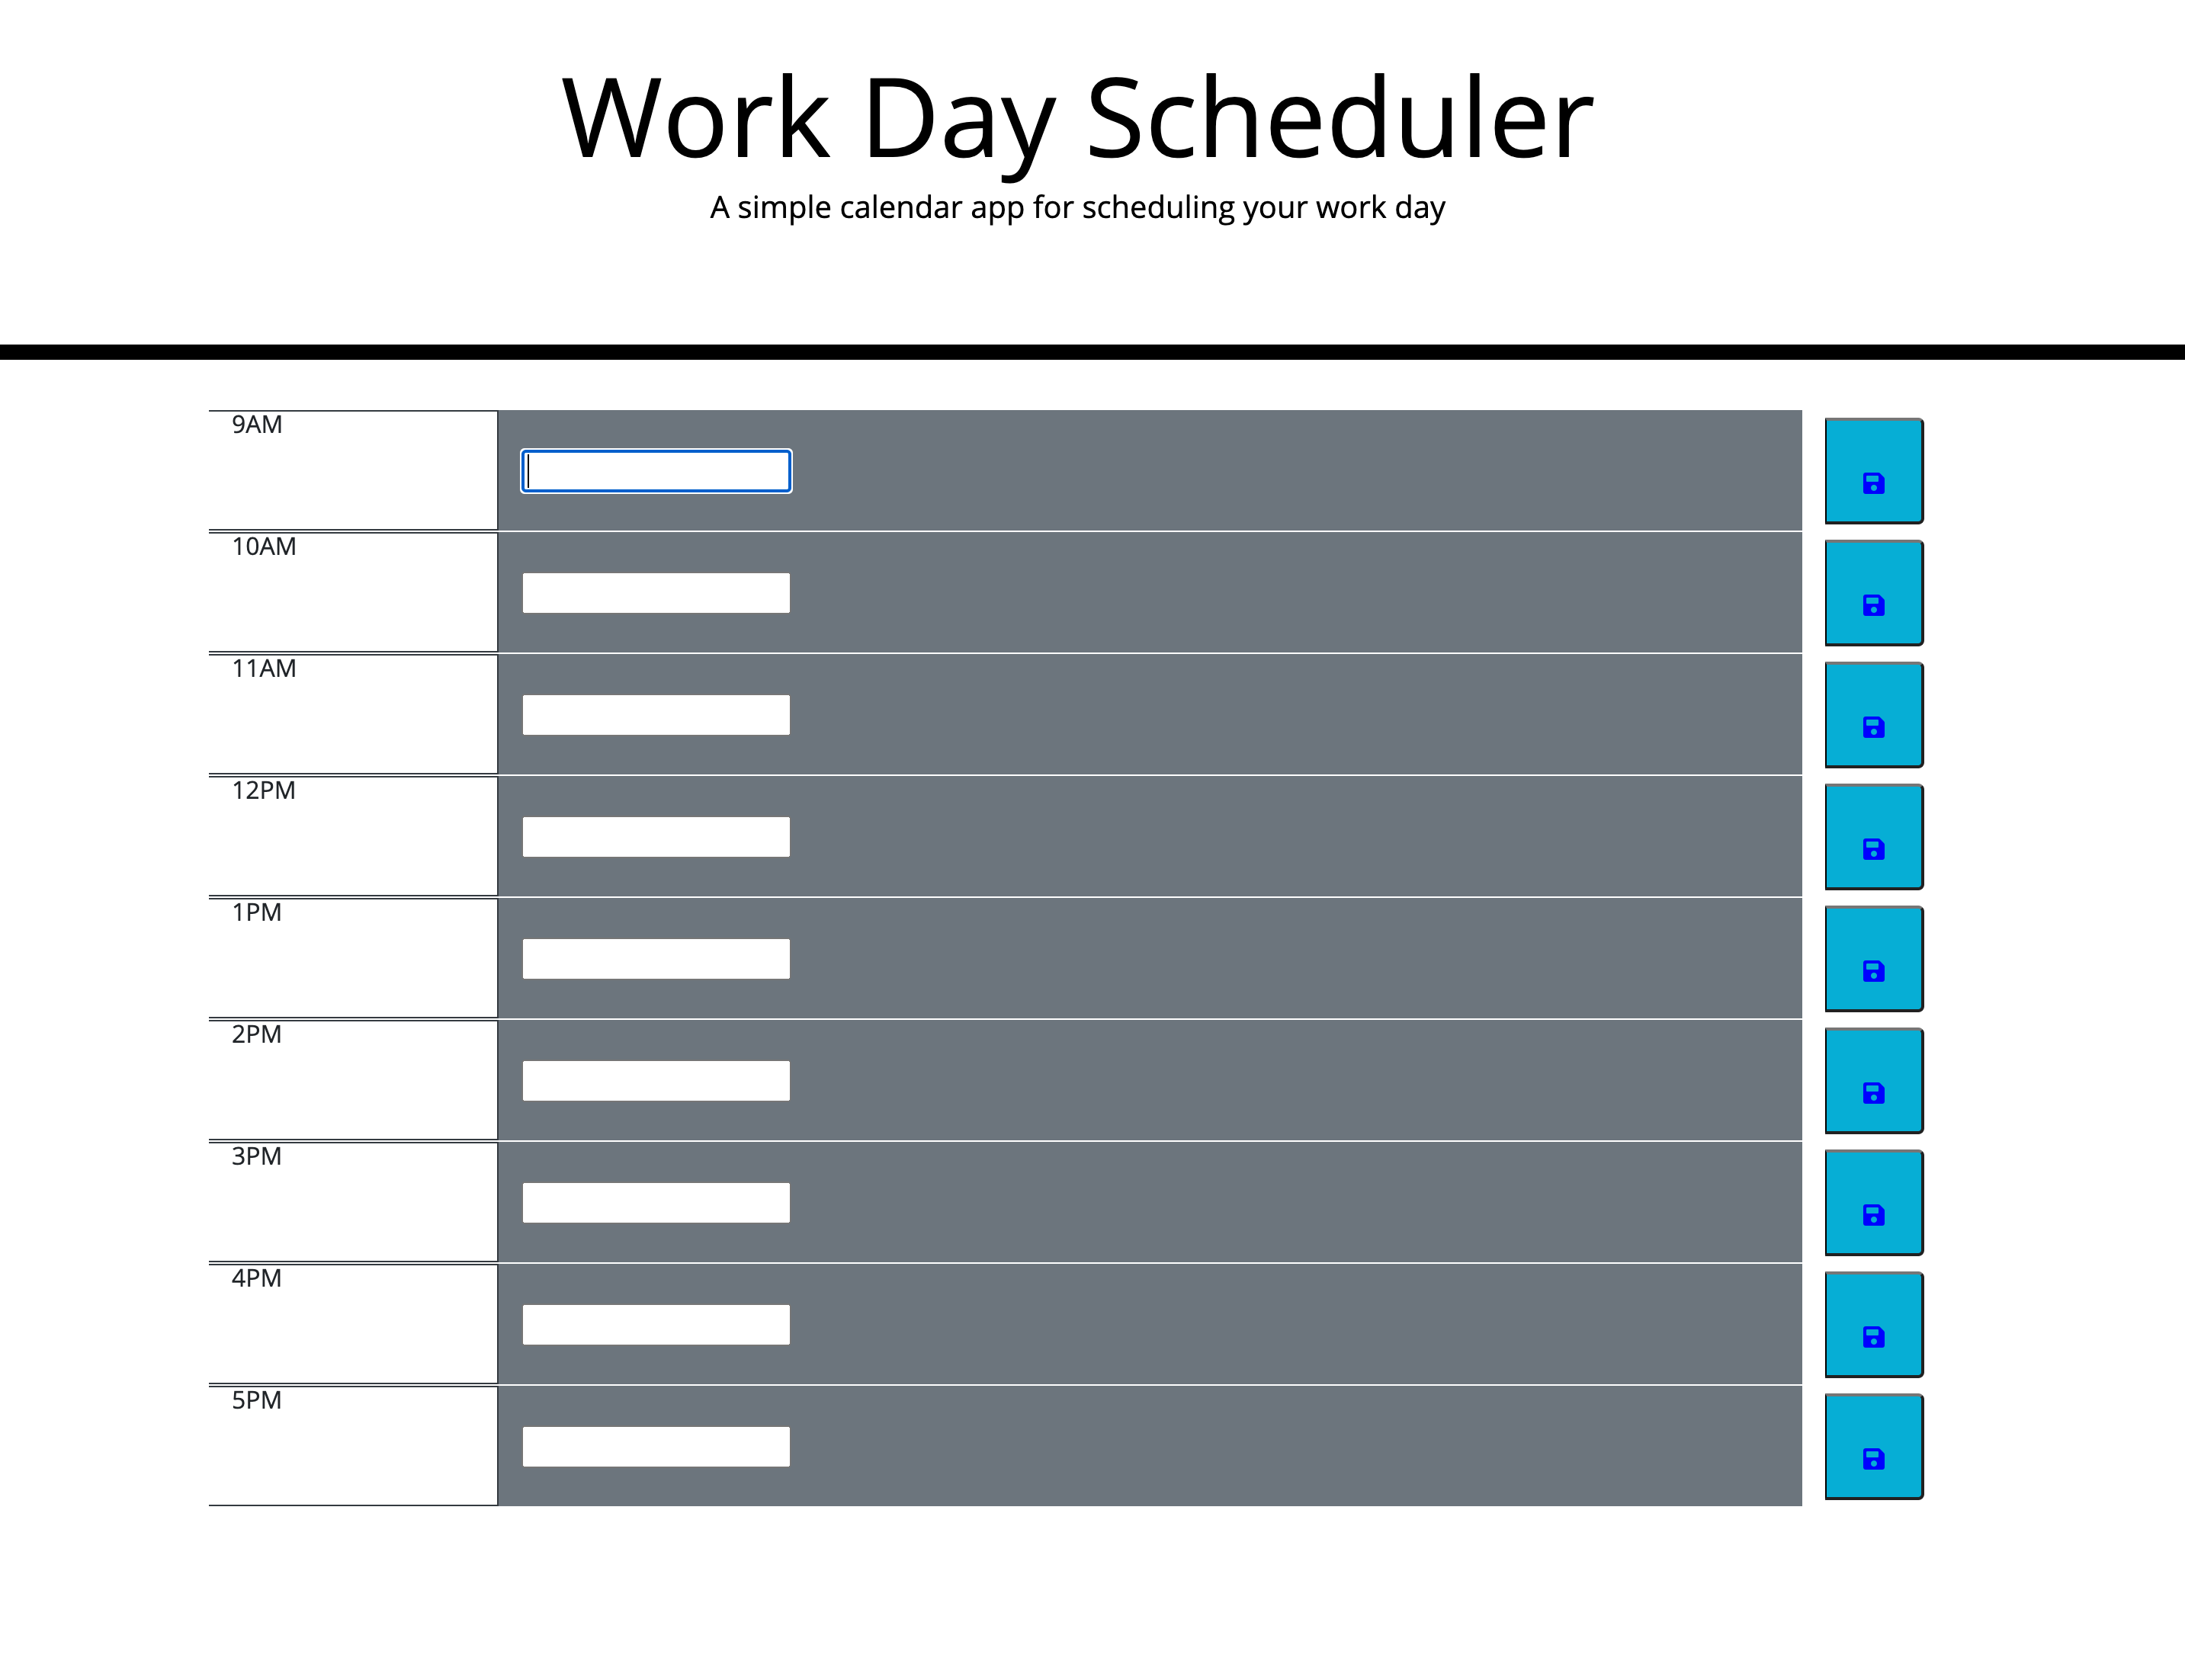 Work Day Scheduler
A simple calendar app for scheduling your work day
9AM
10AM
11AM
12PM
1PM
2PM
3PM
4PM
5PM